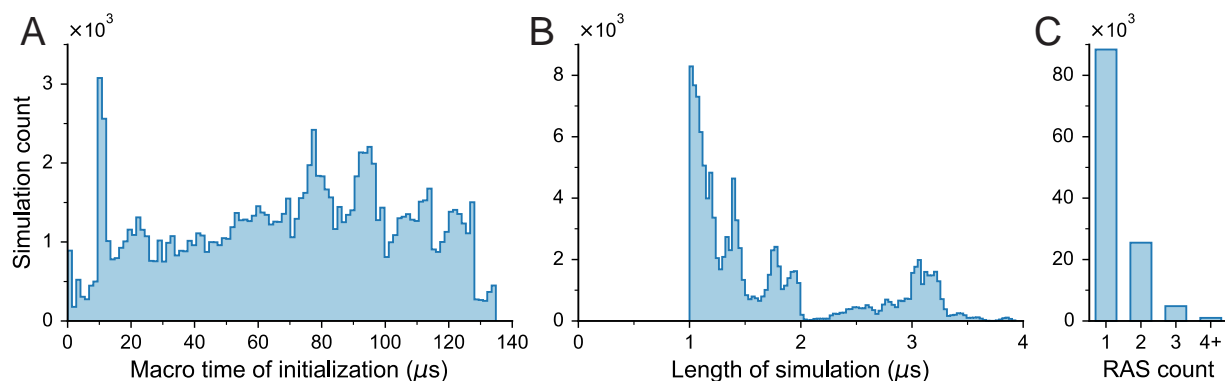 A
×10³
Simulation count
3
2
1
0
0 20 40 60 80 100 120 140
Macro time of initialization (μs)
B
×10³
8
6
4
2
0
0 1 2 3 4
Length of simulation (μs)
C
×10³
80
60
40
20
0
1 2 3 4+
RAS count